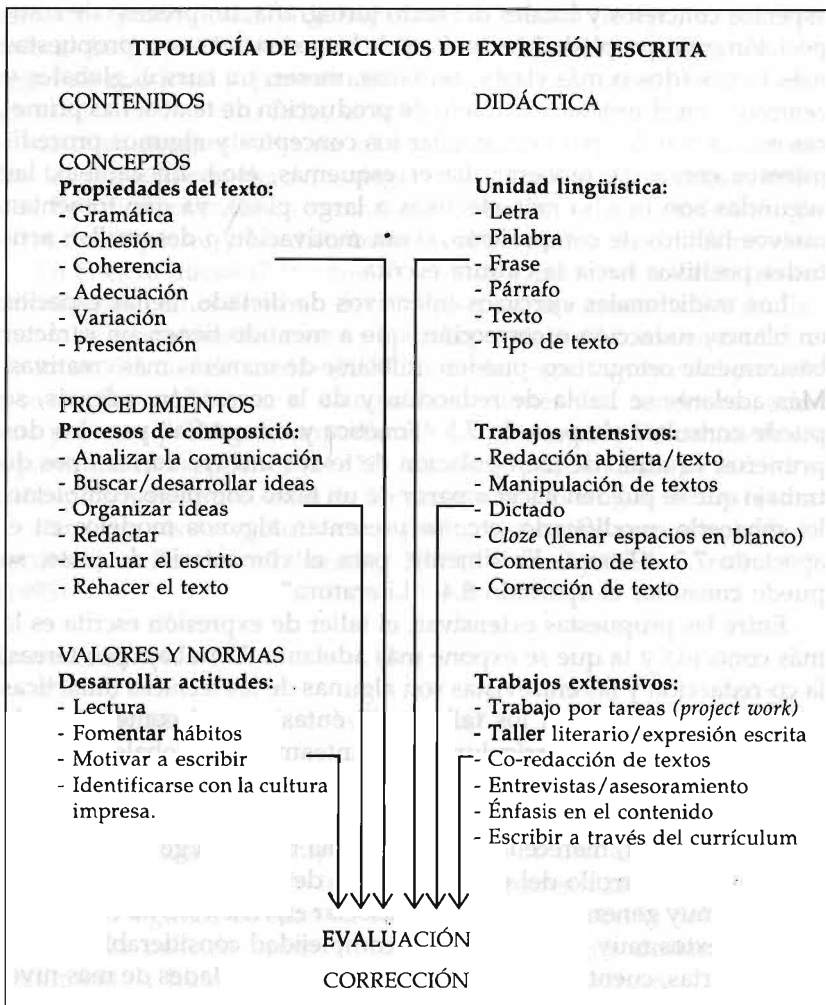 TIPOLOGÍA DE EJERCICIOS DE EXPRESIÓN ESCRITA
CONTENIDOS
DIDÁCTICA
CONCEPTOS
Propiedades del texto:
- Gramática
- Cohesión
- Coherencia
- Adecuación
- Variación
- Presentación
Unidad lingüística:
- Letra
- Palabra
- Frase
- Párrafo
- Texto
- Tipo de texto
PROCEDIMIENTOS
Procesos de composició:
- Analizar la comunicación
- Buscar/desarrollar ideas
- Organizar ideas
- Redactar
- Evaluar el escrito
- Rehacer el texto
Trabajos intensivos:
- Redacción abierta/texto
- Manipulación de textos
- Dictado
- Cloze (llenar espacios en blanco)
- Comentario de texto
- Corrección de texto
VALORES Y NORMAS
Desarrollar actitudes:
- Lectura
- Fomentar hábitos
- Motivar a escribir
- Identificarse con la cultura
impresa.
Trabajos extensivos:
- Trabajo por tareas (project work)
- Taller literario/expresión escrita
- Co-redacción de textos
- Entrevistas/asesoramiento
- Énfasis en el contenido
- Escribir a través del currículum
EVALUACIÓN
CORRECCIÓN